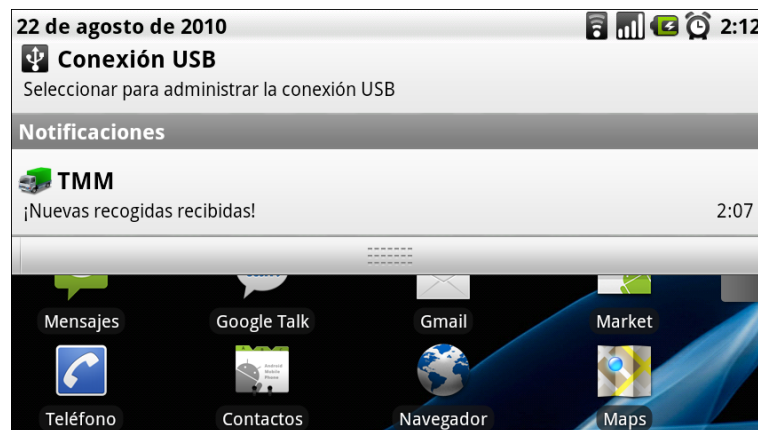 22 de agosto de 2010 2:12
Conexión USB
Seleccionar para administrar la conexión USB
Notificaciones
TMM
¡Nuevas recogidas recibidas! 2:07
Mensajes Google Talk Gmail Market
Teléfono Contactos Navegador Maps